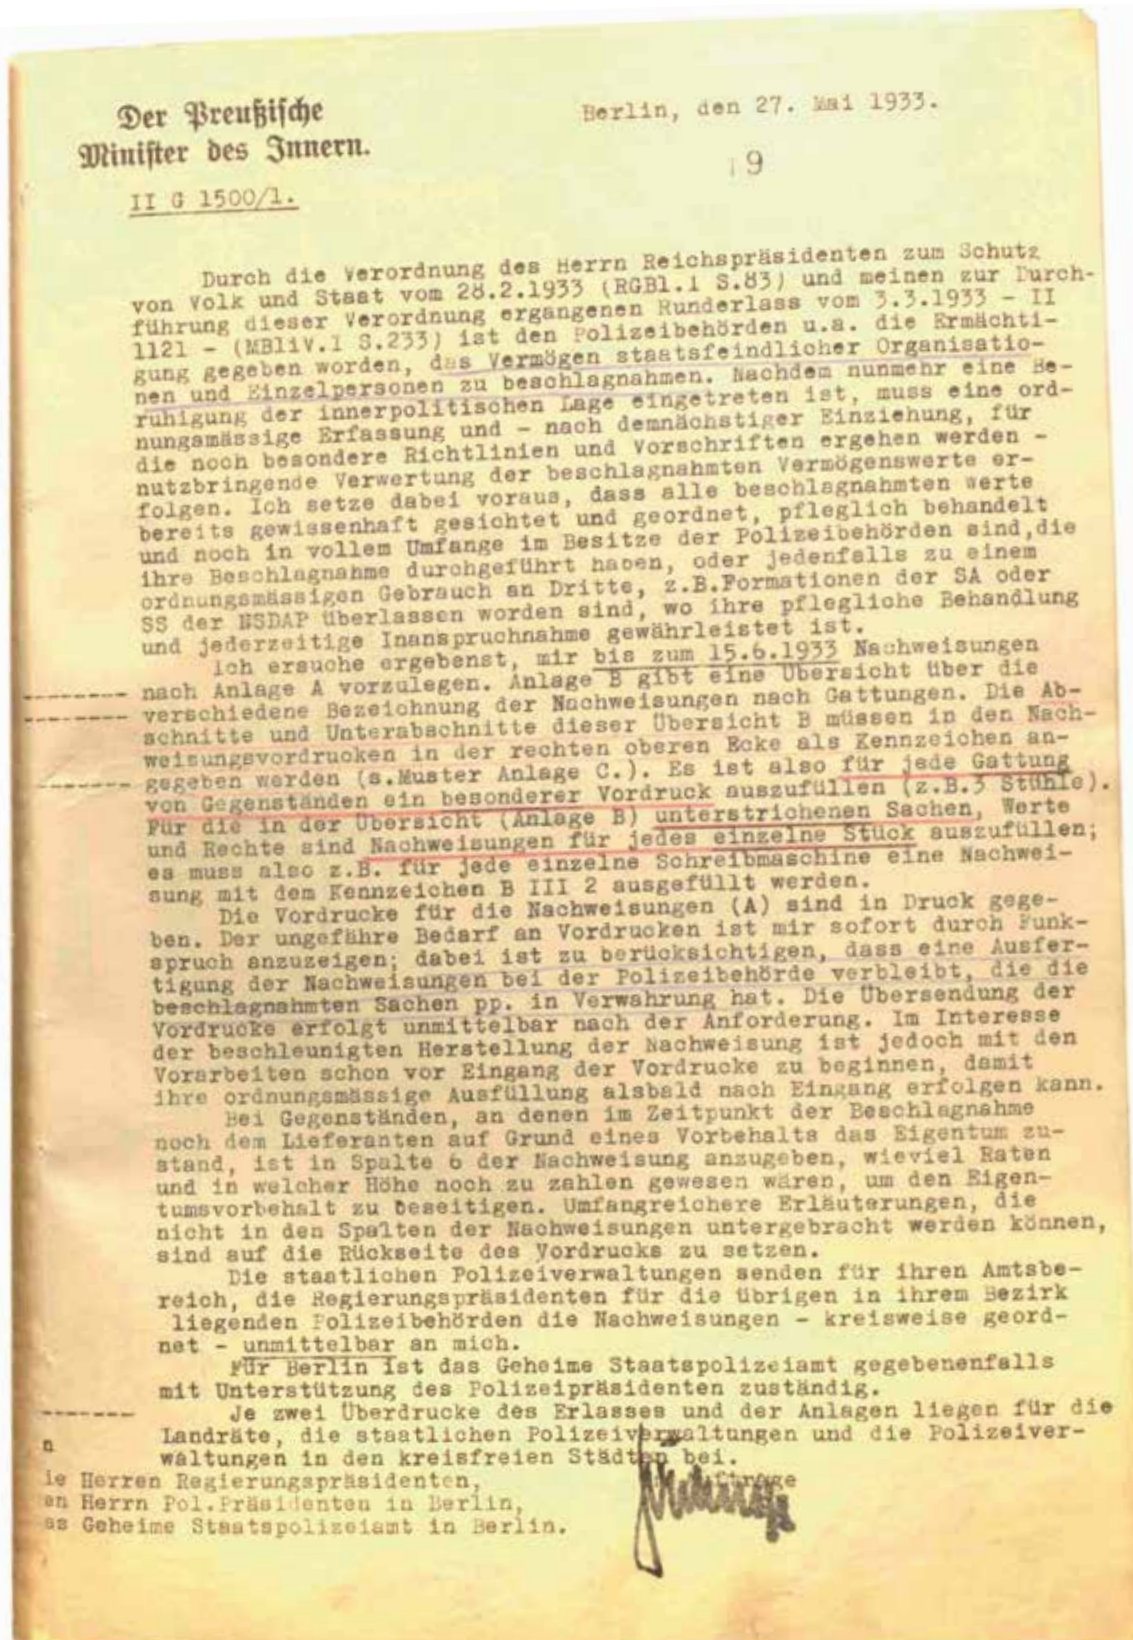 Der Preußische
Minister des Innern.
Berlin, den 27. Mai 1933.
9
II G 1500/1.
Durch die Verordnung des Herrn Reichspräsidenten zum Schutz
von Volk und Staat vom 28.2.1933 (RGBl.I S.83) und meinen zur Durch-
führung dieser Verordnung ergangenen Runderlass vom 3.3.1933 - II
1121 - (MBliV.I S.233) ist den Polizeibehörden u.a. die Ermächti-
gung gegeben worden, das Vermögen staatsfeindlicher Organisatio-
nen und Einzelpersonen zu beschlagnahmen. Nachdem nunmehr eine Be-
ruhigung der innerpolitischen Lage eingetreten ist, muss eine ord-
nungsmässige Erfassung und - nach demnächstiger Einziehung, für
die noch besondere Richtlinien und Vorschriften ergehen werden -
nutzbringende Verwertung der beschlagnahmten Vermögenswerte er-
folgen. Ich setze dabei voraus, dass alle beschlagnahmten Werte
bereits gewissenhaft gesichtet und geordnet, pfleglich behandelt
und noch in vollem Umfange im Besitze der Polizeibehörden sind,die
ihre Beschlagnahme durchgeführt haben, oder jedenfalls zu einem
ordnungsmässigen Gebrauch an Dritte, z.B.Formationen der SA oder
SS der NSDAP überlassen worden sind, wo ihre pflegliche Behandlung
und jederzeitige Inanspruchnahme gewährleistet ist.
Ich ersuche ergebenst, mir bis zum 15.6.1933 Nachweisungen
nach Anlage A vorzulegen. Anlage B gibt eine Übersicht über die
verschiedene Bezeichnung der Nachweisungen nach Gattungen. Die Ab-
schnitte und Unterabschnitte dieser Übersicht B müssen in den Nach-
weisungsvordrucken in der rechten oberen Ecke als Kennzeichen an-
gegeben werden (s.Muster Anlage C.). Es ist also für jede Gattung
von Gegenständen ein besonderer Vordruck auszufüllen (z.B.3 Stühle).
Für die in der Übersicht (Anlage B) unterstrichenen Sachen, Werte
und Rechte sind Nachweisungen für jedes einzelne Stück auszufüllen;
es muss also z.B. für jede einzelne Schreibmaschine eine Nachwei-
sung mit dem Kennzeichen B III 2 ausgefüllt werden.
Die Vordrucke für die Nachweisungen (A) sind in Druck gege-
ben. Der ungefähre Bedarf an Vordrucken ist mir sofort durch Funk-
spruch anzuzeigen; dabei ist zu berücksichtigen, dass eine Ausfer-
tigung der Nachweisungen bei der Polizeibehörde verbleibt, die die
beschlagnahmten Sachen pp. in Verwahrung hat. Die Übersendung der
Vordrucke erfolgt unmittelbar nach der Anforderung. Im Interesse
der beschleunigten Herstellung der Nachweisung ist jedoch mit den
Vorarbeiten schon vor Eingang der Vordrucke zu beginnen, damit
ihre ordnungsmässige Ausfüllung alsbald nach Eingang erfolgen kann.
Bei Gegenständen, an denen im Zeitpunkt der Beschlagnahme
noch dem Lieferanten auf Grund eines Vorbehalts das Eigentum zu-
stand, ist in Spalte 6 der Nachweisung anzugeben, wieviel Raten
und in welcher Höhe noch zu zahlen gewesen wären, um den Eigen-
tumsvorbehalt zu beseitigen. Umfangreichere Erläuterungen, die
nicht in den Spalten der Nachweisungen untergebracht werden können,
sind auf die Rückseite des Vordrucks zu setzen.
Die staatlichen Polizeiverwaltungen senden für ihren Amtsbe-
reich, die Regierungspräsidenten für die übrigen in ihrem Bezirk
liegenden Polizeibehörden die Nachweisungen - kreisweise geord-
net - unmittelbar an mich.
Für Berlin ist das Geheime Staatspolizeiamt gegebenenfalls
mit Unterstützung des Polizeipräsidenten zuständig.
Je zwei Überdrucke des Erlasses und der Anlagen liegen für die
Landräte, die staatlichen Polizeiverwaltungen und die Polizeiver-
waltungen in den kreisfreien Städten bei.
n
ie Herren Regierungspräsidenten,
en Herrn Pol.Präsidenten in Berlin,
as Geheime Staatspolizeiamt in Berlin.